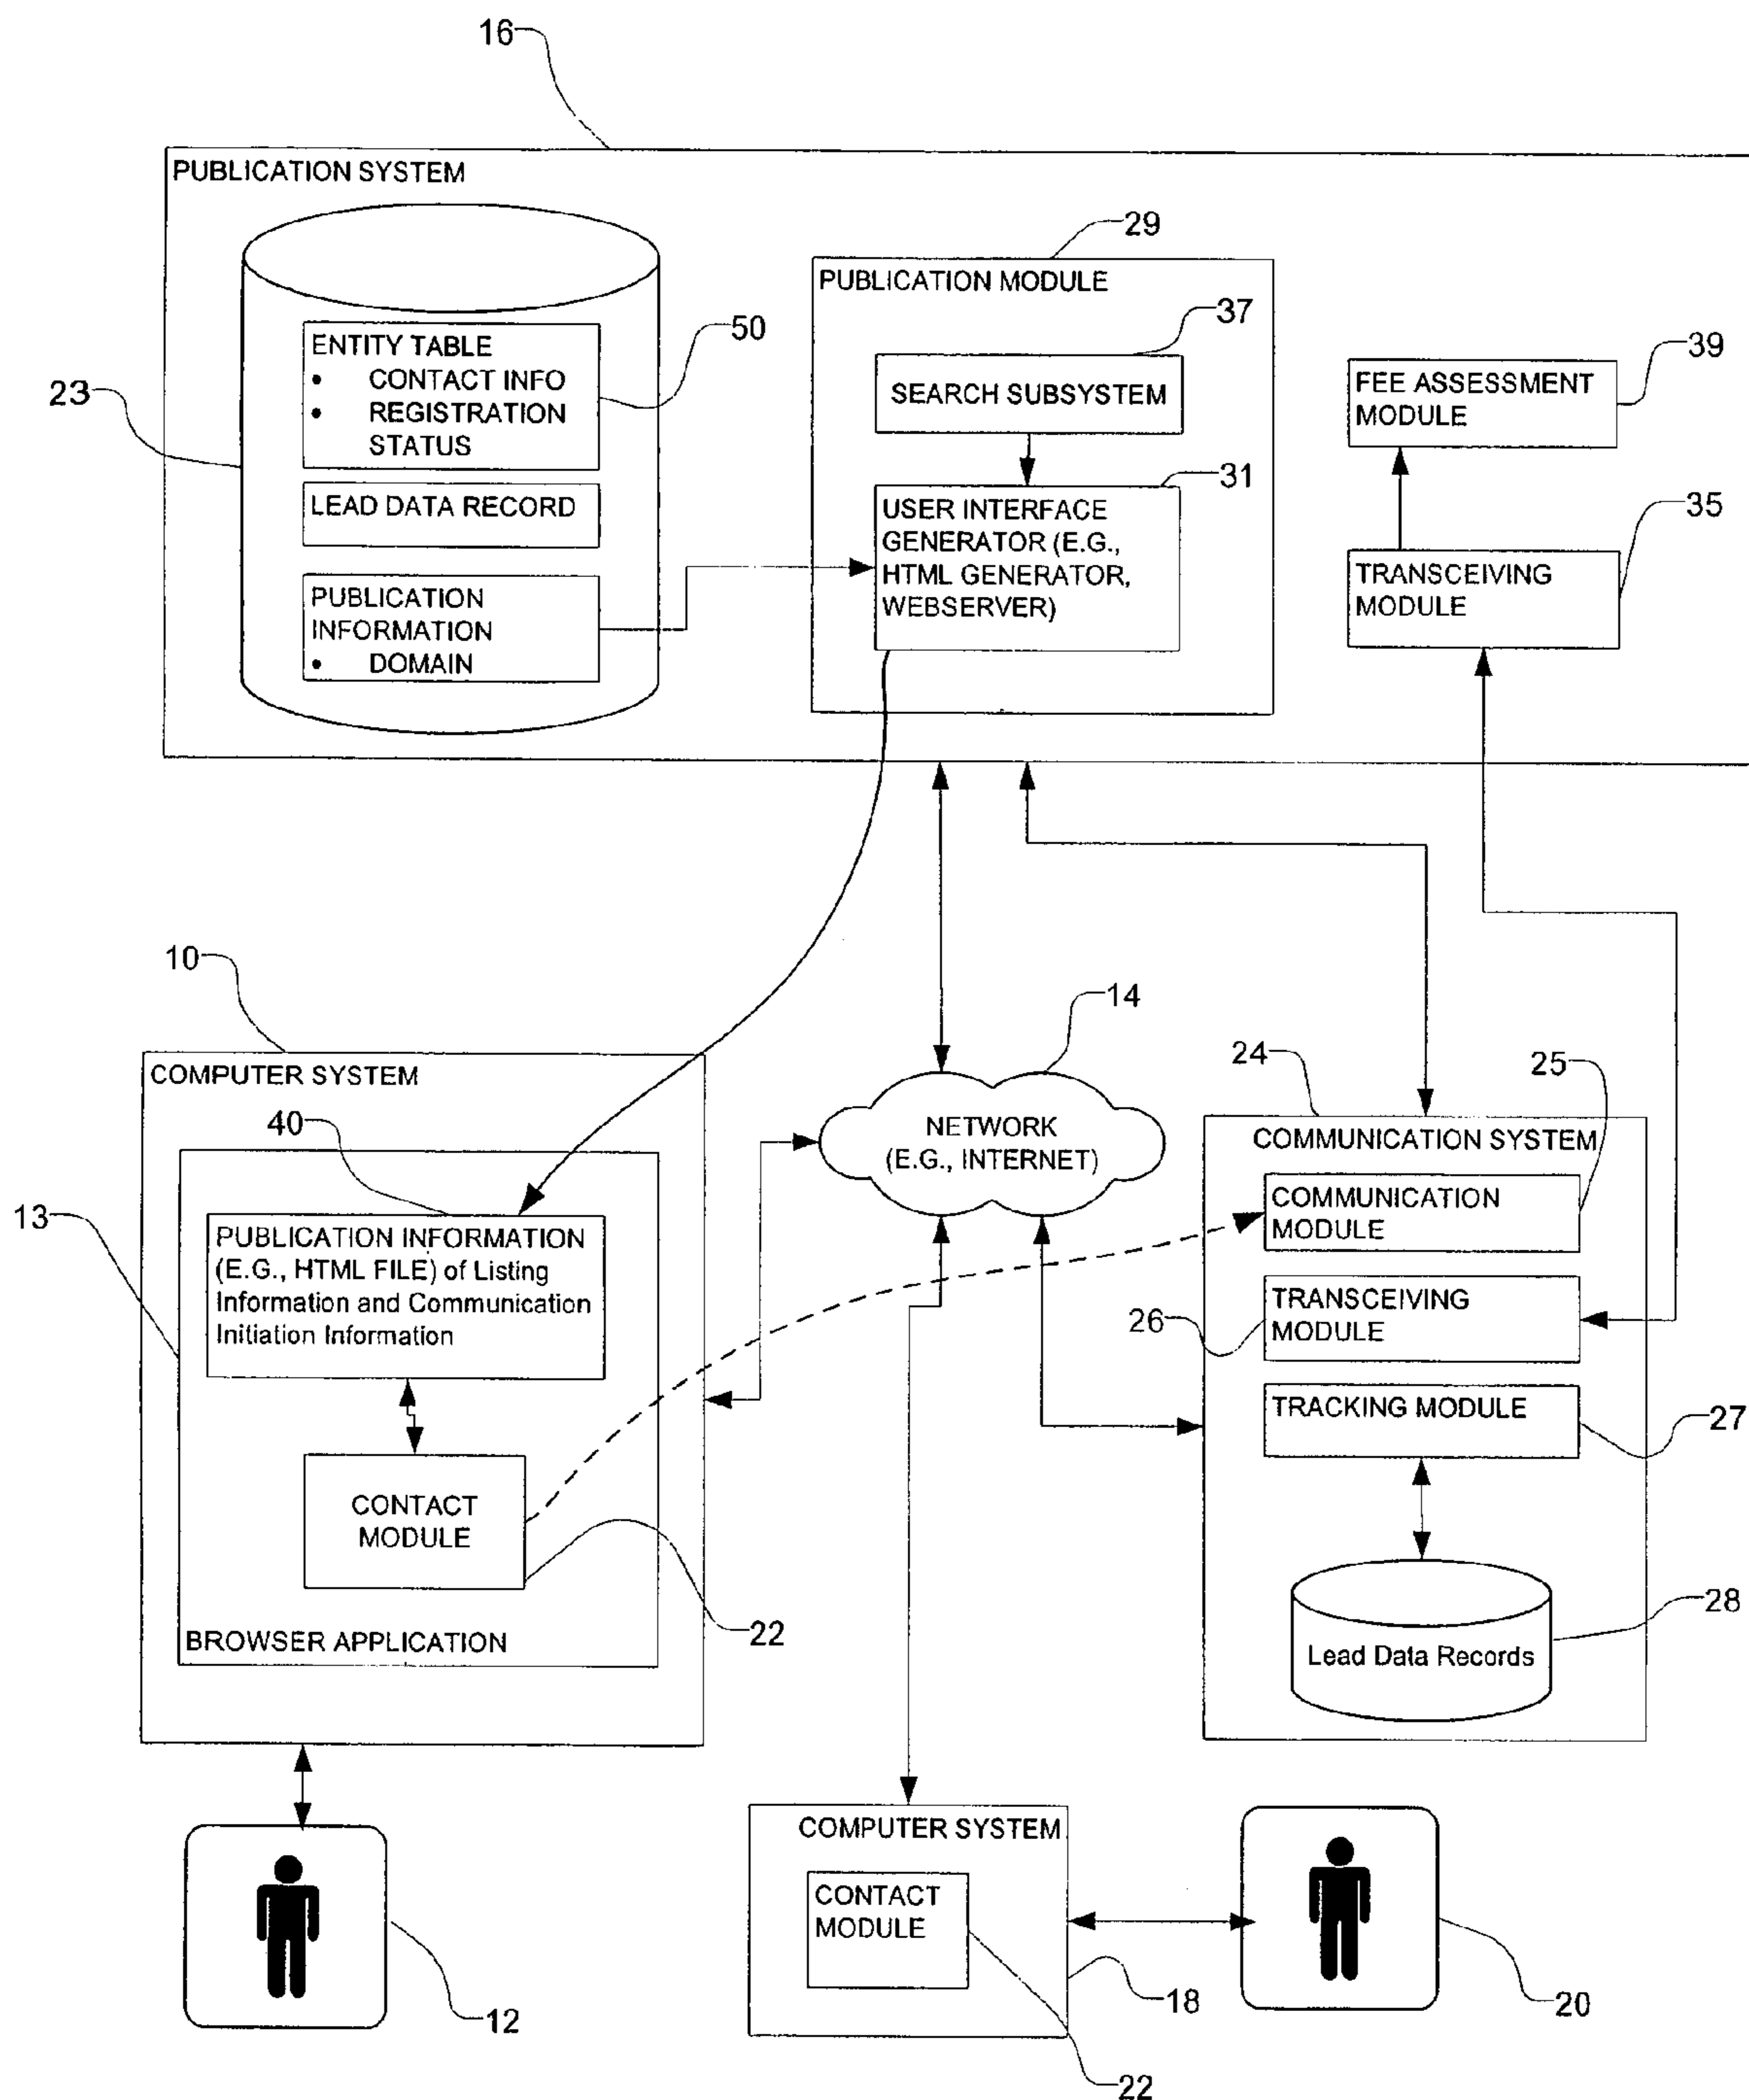 16
PUBLICATION SYSTEM
23
ENTITY TABLE
• CONTACT INFO
• REGISTRATION
STATUS
50
LEAD DATA RECORD
PUBLICATION
INFORMATION
• DOMAIN
29
PUBLICATION MODULE
37
SEARCH SUBSYSTEM
31
USER INTERFACE
GENERATOR (E.G.,
HTML GENERATOR,
WEBSERVER)
39
FEE ASSESSMENT
MODULE
35
TRANSCEIVING
MODULE
10
COMPUTER SYSTEM
40
13
PUBLICATION INFORMATION
(E.G., HTML FILE) of Listing
Information and Communication
Initiation Information
CONTACT
MODULE
22
BROWSER APPLICATION
12
14
NETWORK
(E.G., INTERNET)
24
25
COMMUNICATION SYSTEM
COMMUNICATION
MODULE
26
TRANSCEIVING
MODULE
TRACKING MODULE
27
28
Lead Data Records
COMPUTER SYSTEM
CONTACT
MODULE
18
22
20